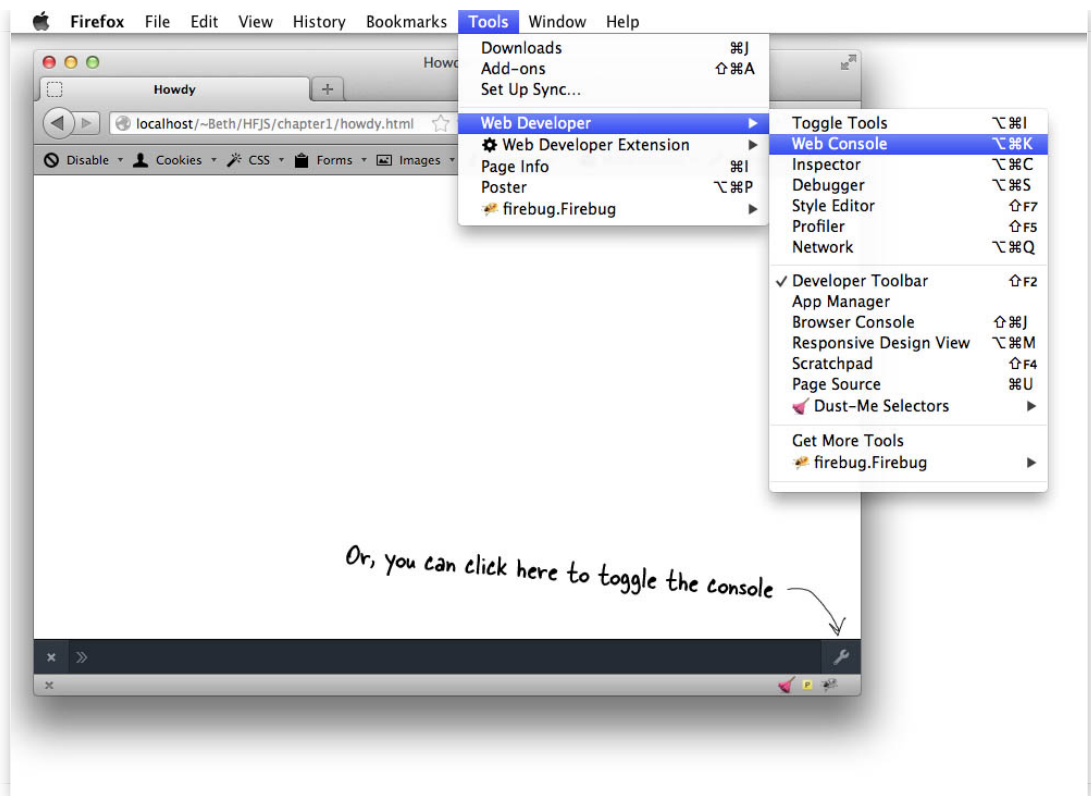 Firefox File Edit View History Bookmarks Tools Window Help
Downloads ⌘J
Add-ons ⇧⌘A
Set Up Sync...
Web Developer ▶
Web Developer Extension ▶
Page Info ⌘I
Poster ⌥⌘P
firebug.Firebug ▶
Toggle Tools ⌥⌘I
Web Console ⌥⌘K
Inspector ⌥⌘C
Debugger ⌥⌘S
Style Editor ⇧F7
Profiler ⇧F5
Network ⌥⌘Q
✓ Developer Toolbar ⇧F2
App Manager
Browser Console ⇧⌘J
Responsive Design View ⌥⌘M
Scratchpad ⇧F4
Page Source ⌘U
Dust-Me Selectors ▶
Get More Tools
firebug.Firebug ▶
Howdy
localhost/~Beth/HFJS/chapter1/howdy.html
Disable Cookies CSS Forms Images
Or, you can click here to toggle the console
P